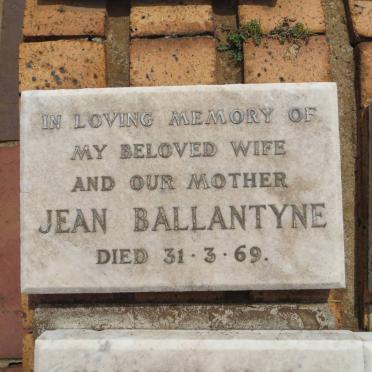 IN LOVING MEMORY OF
MY BELOVED WIFE
AND OUR MOTHER
JEAN BALLANTYNE
DIED 31·3·69.